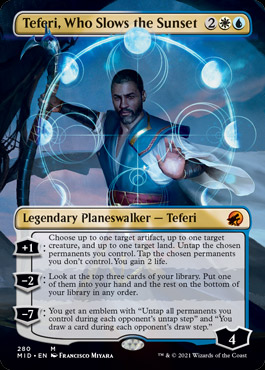 Teferi, Who Slows the Sunset 2
Legendary Planeswalker — Teferi
+1
Choose up to one target artifact, up to one target
creature, and up to one target land. Untap the chosen
permanents you control. Tap the chosen permanents
you don't control. You gain 2 life.
−2
Look at the top three cards of your library. Put one
of them into your hand and the rest on the bottom
of your library in any order.
−7
You get an emblem with “Untap all permanents you
control during each opponent's untap step” and “You
draw a card during each opponent's draw step.”
4
280 M
MID • EN Francisco Miyara ™ & © 2021 Wizards of the Coast